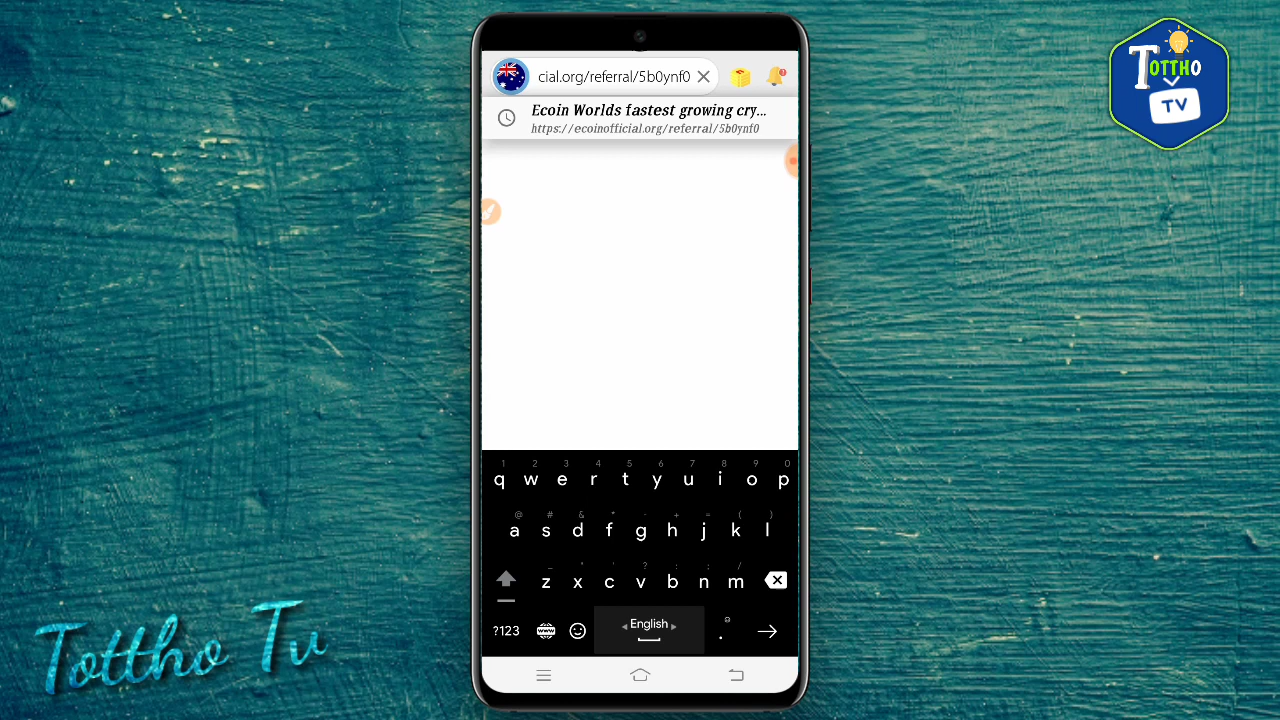 cial.org/referral/5b0ynf0
Ecoin Worlds fastest growing cry...
https://ecoinofficial.org/referral/5b0ynf0
TOTTHO
TV
1 2 3 4 5 6 7 8 9 0
q w e r t y u i o p
@ # & * - + = ( )
a s d f g h j k l
z x c v b n m
?123 www English .
Tottho Tv